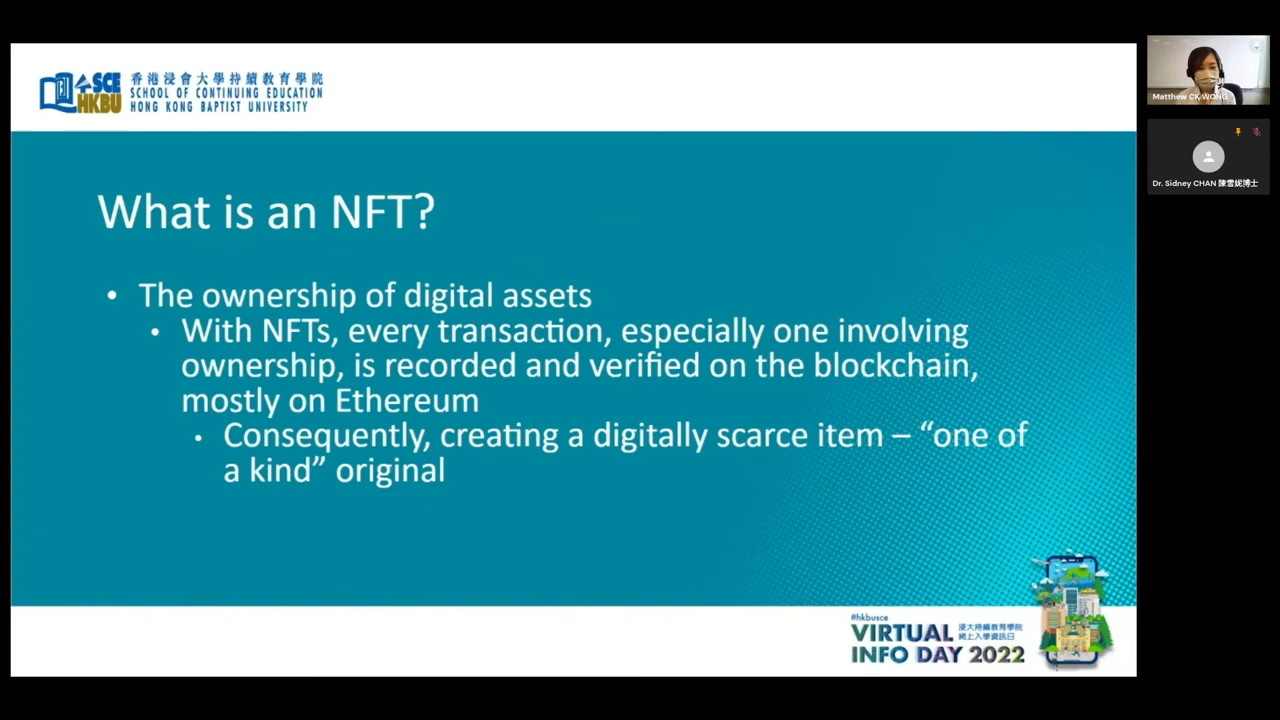 SCE
HKBU
香港浸會大學持續教育學院
SCHOOL OF CONTINUING EDUCATION
HONG KONG BAPTIST UNIVERSITY
Matthew CK WONG
Dr. Sidney CHAN 陳雪妮博士
What is an NFT?
• The ownership of digital assets
• With NFTs, every transaction, especially one involving
ownership, is recorded and verified on the blockchain,
mostly on Ethereum
• Consequently, creating a digitally scarce item – “one of
a kind” original
#hkbusce
VIRTUAL 浸大持續教育學院
網上入學資訊日
INFO DAY 2022